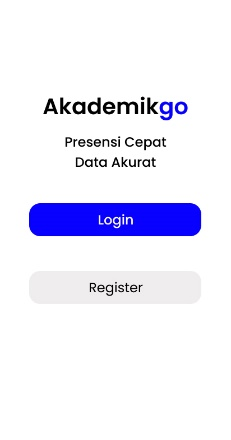 Akademikgo
Presensi Cepat
Data Akurat
Login
Register